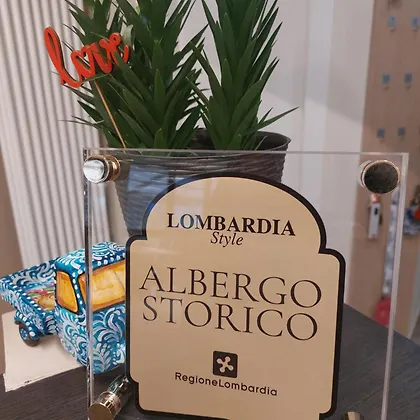 love
LOMBARDIA
Style
ALBERGO
STORICO
RegioneLombardia